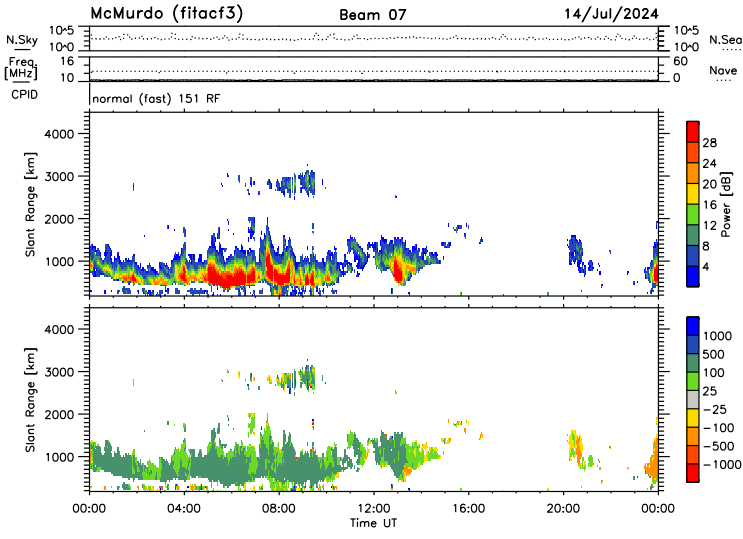 McMurdo (fitacf3) Beam 07 14/Jul/2024
N.Sky 10^5 10^0 10^5 10^0 N.Sea
Freq. [MHz] 16 10 60 0 Nave
CPID normal (fast) 151 RF
Slant Range [km] 4000 3000 2000 1000
28 24 20 16 12 8 4 Power [dB]
Slant Range [km] 4000 3000 2000 1000
1000 500 100 25 -25 -100 -500 -1000
00:00 04:00 08:00 12:00 16:00 20:00 00:00
Time UT